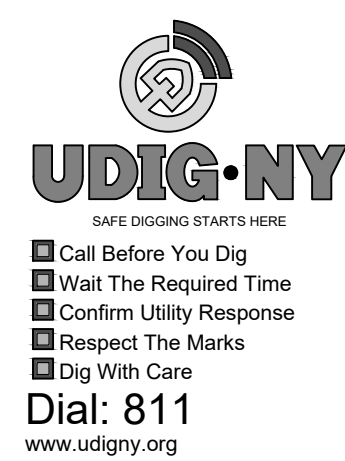 UDIG•NY
SAFE DIGGING STARTS HERE
Call Before You Dig
Wait The Required Time
Confirm Utility Response
Respect The Marks
Dig With Care
Dial: 811
www.udigny.org